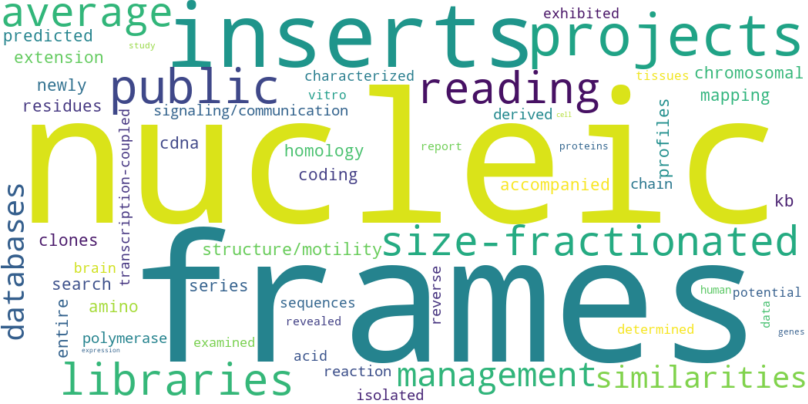 average
inserts
projects
exhibited
predicted
study
extension
public
characterized
reading
tissues
chromosomal
newly
vitro
mapping
residues
signaling/communication
derived
cell
nucleic
cdna
transcription-coupled
homology
report
proteins
profiles
coding
accompanied
chain
kb
databases
clones
structure/motility
size-fractionated
frames
brain
search
series
reverse
human
potential
amino
entire
sequences
revealed
data
determined
genes
polymerase
examined
expression
acid
libraries
reaction
management
similarities
isolated